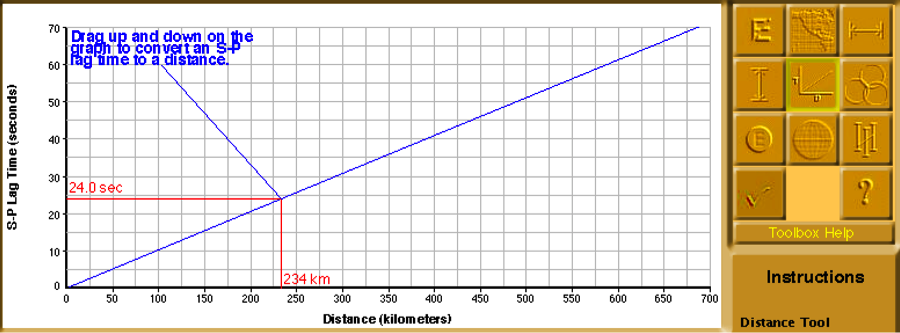 Drag up and down on the
graph to convert an S-P
lag time to a distance.
S-P Lag Time (seconds)
70
60
50
40
30
20
10
0
24.0 sec
234 km
0 50 100 150 200 250 300 350 400 450 500 550 600 650 700
Distance (kilometers)
E
T
D
E
?
Toolbox Help
Instructions
Distance Tool